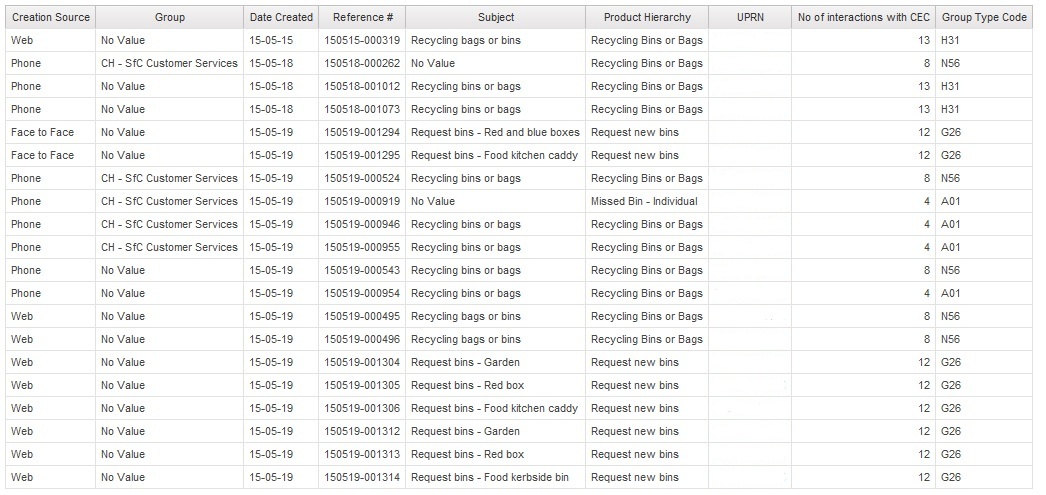 Creation Source Group Date Created Reference # Subject Product Hierarchy UPRN No of interactions with CEC Group Type Code
Web No Value 15-05-15 150515-000319 Recycling bags or bins Recycling Bins or Bags 13 H31
Phone CH - SfC Customer Services 15-05-18 150518-000262 No Value Recycling Bins or Bags 8 N56
Phone No Value 15-05-18 150518-001012 Recycling bins or bags Recycling Bins or Bags 13 H31
Phone No Value 15-05-18 150518-001073 Recycling bins or bags Recycling Bins or Bags 13 H31
Face to Face No Value 15-05-19 150519-001294 Request bins - Red and blue boxes Request new bins 12 G26
Face to Face No Value 15-05-19 150519-001295 Request bins - Food kitchen caddy Request new bins 12 G26
Phone CH - SfC Customer Services 15-05-19 150519-000524 Recycling bins or bags Recycling Bins or Bags 8 N56
Phone CH - SfC Customer Services 15-05-19 150519-000919 No Value Missed Bin - Individual 4 A01
Phone CH - SfC Customer Services 15-05-19 150519-000946 Recycling bins or bags Recycling Bins or Bags 4 A01
Phone CH - SfC Customer Services 15-05-19 150519-000955 Recycling bins or bags Recycling Bins or Bags 4 A01
Phone No Value 15-05-19 150519-000543 Recycling bins or bags Recycling Bins or Bags 8 N56
Phone No Value 15-05-19 150519-000954 Recycling bins or bags Recycling Bins or Bags 4 A01
Web No Value 15-05-19 150519-000495 Recycling bags or bins Recycling Bins or Bags 8 N56
Web No Value 15-05-19 150519-000496 Recycling bags or bins Recycling Bins or Bags 8 N56
Web No Value 15-05-19 150519-001304 Request bins - Garden Request new bins 12 G26
Web No Value 15-05-19 150519-001305 Request bins - Red box Request new bins 12 G26
Web No Value 15-05-19 150519-001306 Request bins - Food kitchen caddy Request new bins 12 G26
Web No Value 15-05-19 150519-001312 Request bins - Garden Request new bins 12 G26
Web No Value 15-05-19 150519-001313 Request bins - Red box Request new bins 12 G26
Web No Value 15-05-19 150519-001314 Request bins - Food kerbside bin Request new bins 12 G26